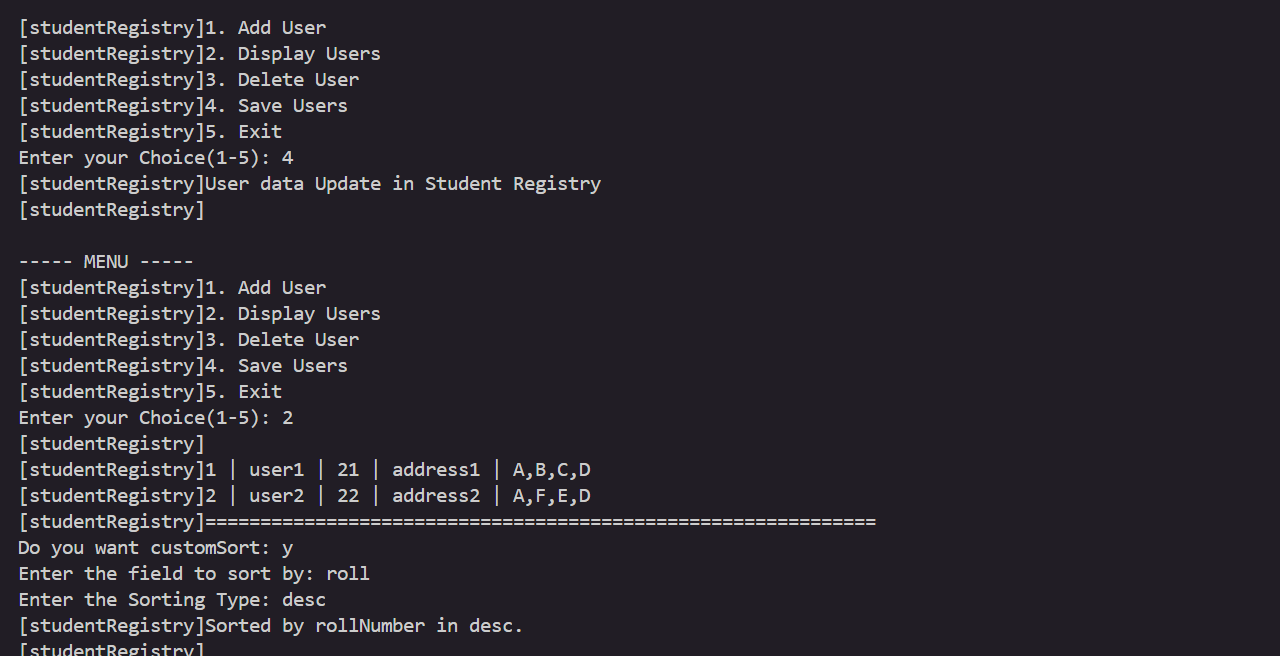 [studentRegistry]1. Add User
[studentRegistry]2. Display Users
[studentRegistry]3. Delete User
[studentRegistry]4. Save Users
[studentRegistry]5. Exit
Enter your Choice(1-5): 4
[studentRegistry]User data Update in Student Registry
[studentRegistry]
----- MENU -----
[studentRegistry]1. Add User
[studentRegistry]2. Display Users
[studentRegistry]3. Delete User
[studentRegistry]4. Save Users
[studentRegistry]5. Exit
Enter your Choice(1-5): 2
[studentRegistry]
[studentRegistry]1 | user1 | 21 | address1 | A,B,C,D
[studentRegistry]2 | user2 | 22 | address2 | A,F,E,D
[studentRegistry]=============================================================
Do you want customSort: y
Enter the field to sort by: roll
Enter the Sorting Type: desc
[studentRegistry]Sorted by rollNumber in desc.
[studentRegistry]